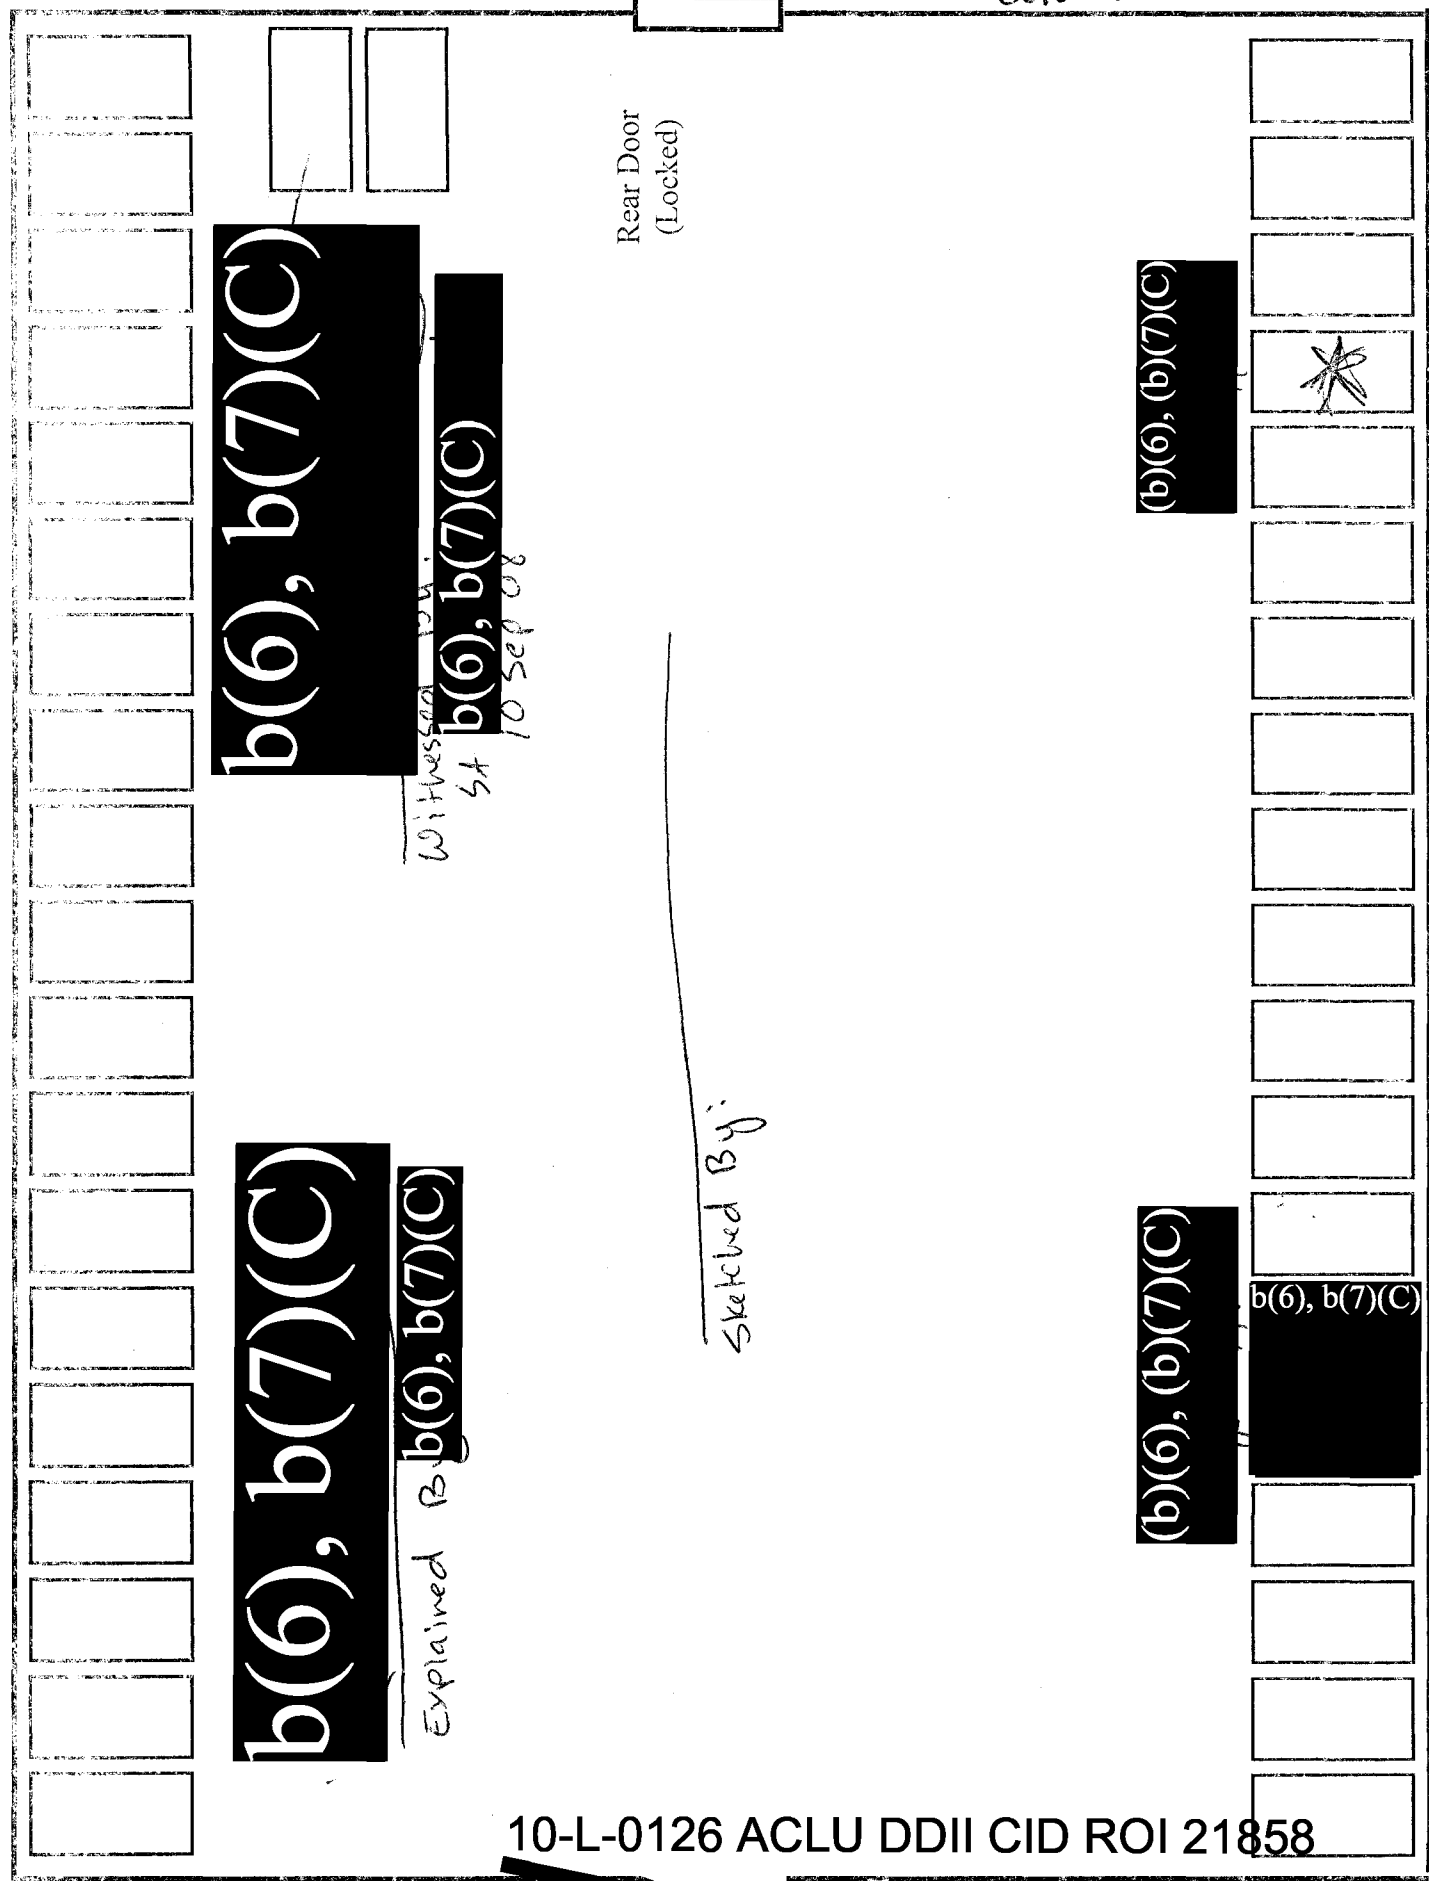 Rear Door
(Locked)
b(6), b(7)(C)
Witnessed By:
SA b(6), b(7)(C)
10 Sep 08
b(6), b(7)(C)
Explained By
b(6), b(7)(C)
Sketched By:
(b)(6), (b)(7)(C)
(b)(6), (b)(7)(C)
b(6), b(7)(C)
10-L-0126 ACLU DDII CID ROI 21858